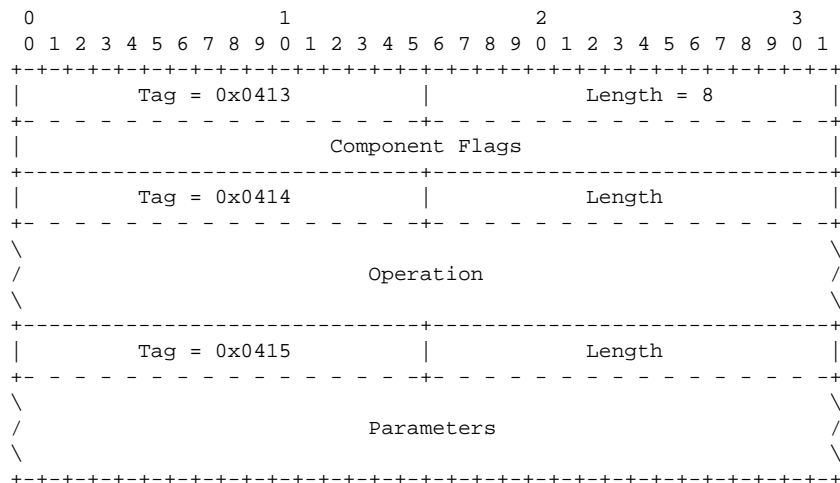 0                   1                   2                   3
 0 1 2 3 4 5 6 7 8 9 0 1 2 3 4 5 6 7 8 9 0 1 2 3 4 5 6 7 8 9 0 1
+-+-+-+-+-+-+-+-+-+-+-+-+-+-+-+-+-+-+-+-+-+-+-+-+-+-+-+-+-+-+-+-+
|         Tag = 0x0413          |            Length = 8         |
+- - - - - - - - - - - - - - - -+- - - - - - - - - - - - - - - -+
|                        Component Flags                        |
+-------------------------------+-------------------------------+
|         Tag = 0x0414          |            Length             |
+- - - - - - - - - - - - - - - -+- - - - - - - - - - - - - - - -+
\                                                               \
/                           Operation                           /
\                                                               \
+-------------------------------+-------------------------------+
|         Tag = 0x0415          |            Length             |
+- - - - - - - - - - - - - - - -+- - - - - - - - - - - - - - - -+
\                                                               \
/                           Parameters                          /
\                                                               \
+-+-+-+-+-+-+-+-+-+-+-+-+-+-+-+-+-+-+-+-+-+-+-+-+-+-+-+-+-+-+-+-+